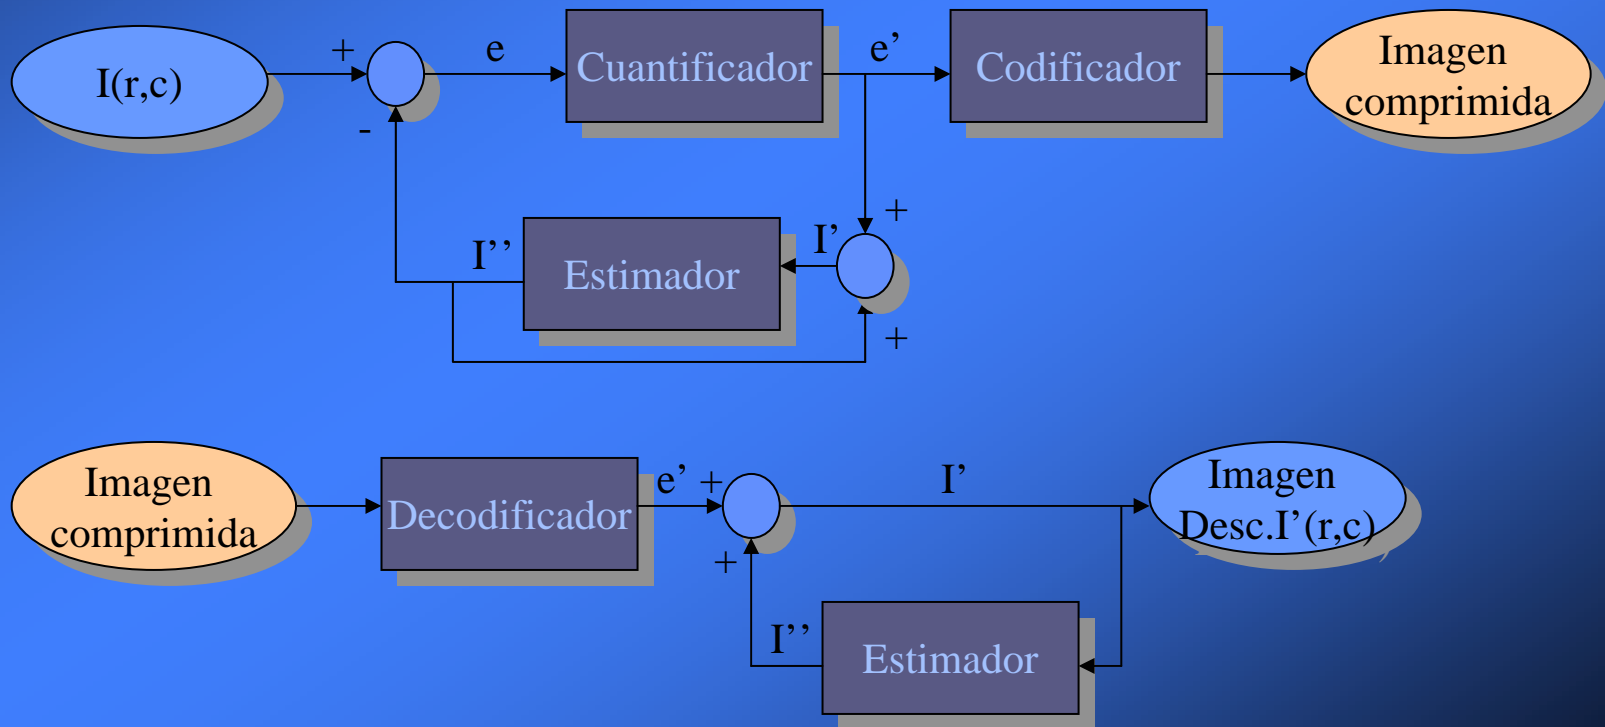 I(r,c)
+
-
e
Cuantificador
e’
Codificador
Imagen
comprimida
+
I’’
Estimador
I’
+
Imagen
comprimida
Decodificador
e’
+
+
I’
Imagen
Desc.I’(r,c)
I’’
Estimador